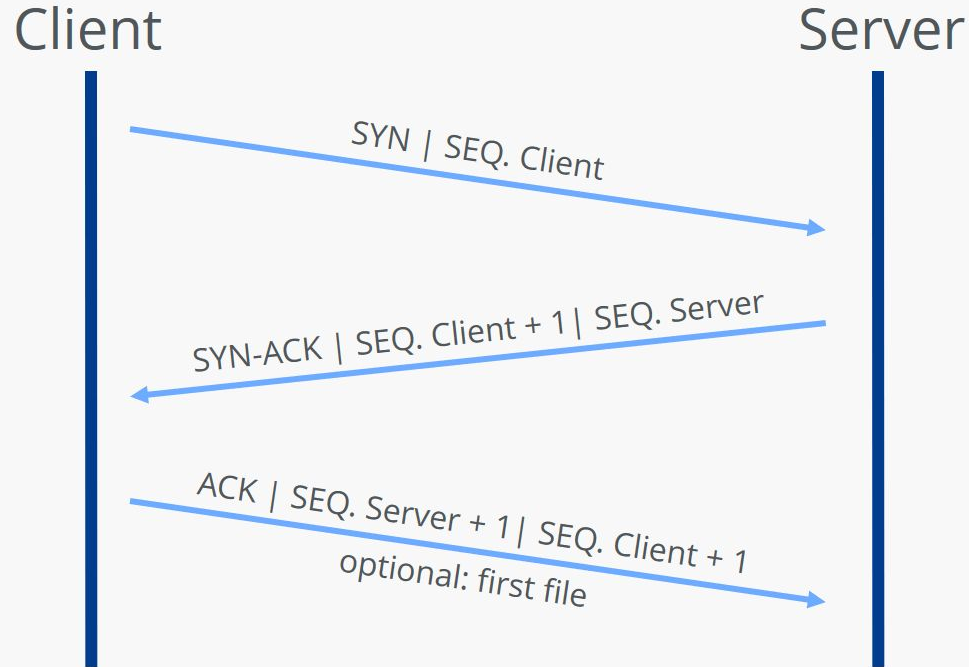 Client
Server
SYN | SEQ. Client
SYN-ACK | SEQ. Client + 1| SEQ. Server
ACK | SEQ. Server + 1| SEQ. Client + 1
optional: first file